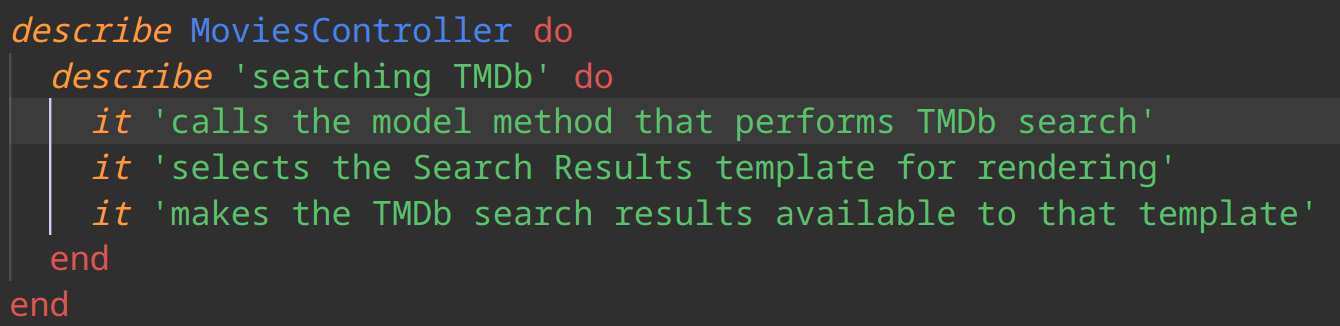 describe MoviesController do
describe 'seatching TMDb' do
it 'calls the model method that performs TMDb search'
it 'selects the Search Results template for rendering'
it 'makes the TMDb search results available to that template'
end
end